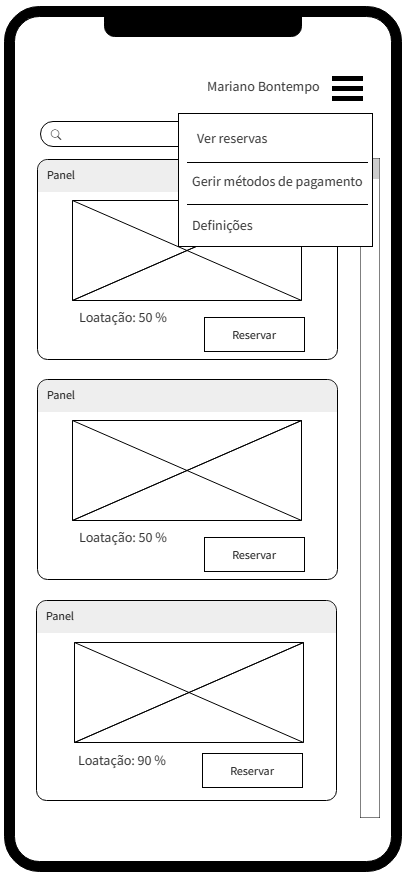 Mariano Bontempo
Ver reservas
Gerir métodos de pagamento
Definições
Panel
Loatação: 50 %
Reservar
Panel
Loatação: 50 %
Reservar
Panel
Loatação: 90 %
Reservar